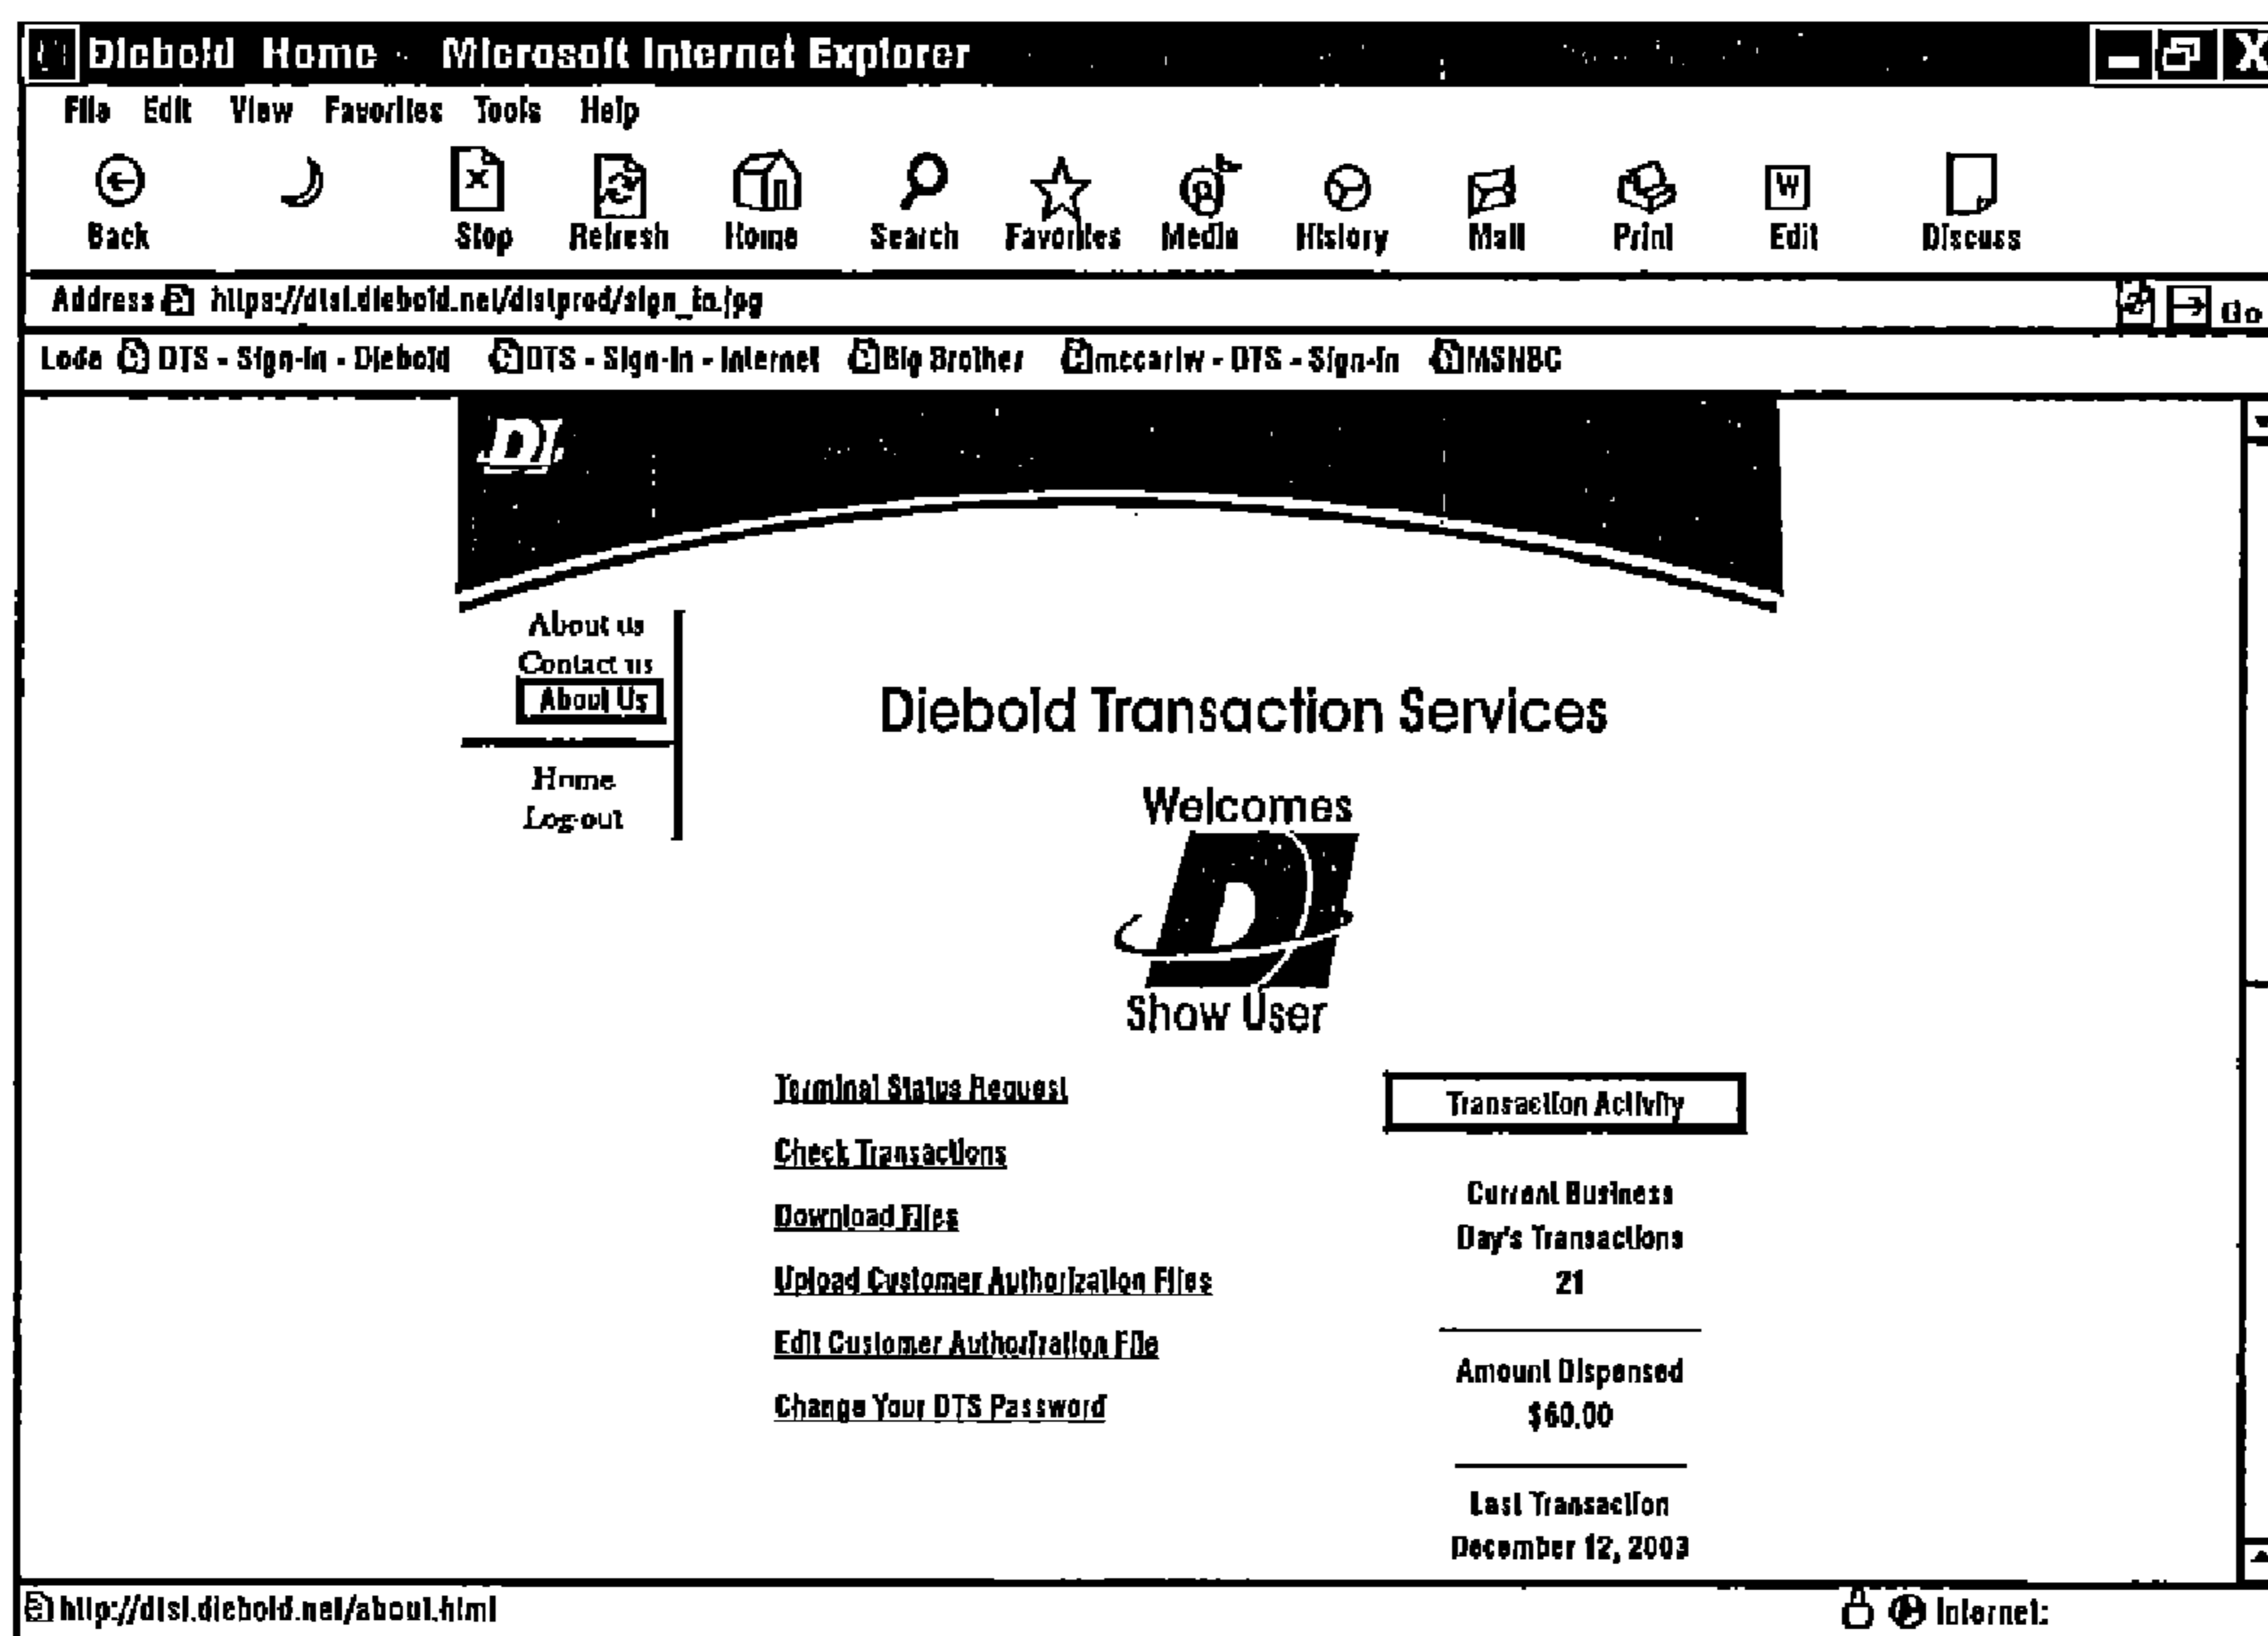 Diebold Home - Microsoft Internet Explorer
File Edit View Favorites Tools Help
Back Stop Refresh Home Search Favorites Media History Mail Print Edit Discuss
Address https://dtsl.diebold.net/distprod/sign_in.jpg Go
DTS - Sign-in - Diebold DTS - Sign-in - Internet Big Brother mccarlw - DTS - Sign-in MSNBC
DI
About us
Contact us
About Us
Home
Log-out
Diebold Transaction Services
Welcomes
D
Show User
Terminal Status Request
Check Transactions
Download Files
Upload Customer Authorization Files
Edit Customer Authorization File
Change Your DTS Password
Transaction Activity
Current Business
Day's Transactions
21
Amount Dispensed
$60.00
Last Transaction
December 12, 2003
http://dtsl.diebold.net/about.html Internet: